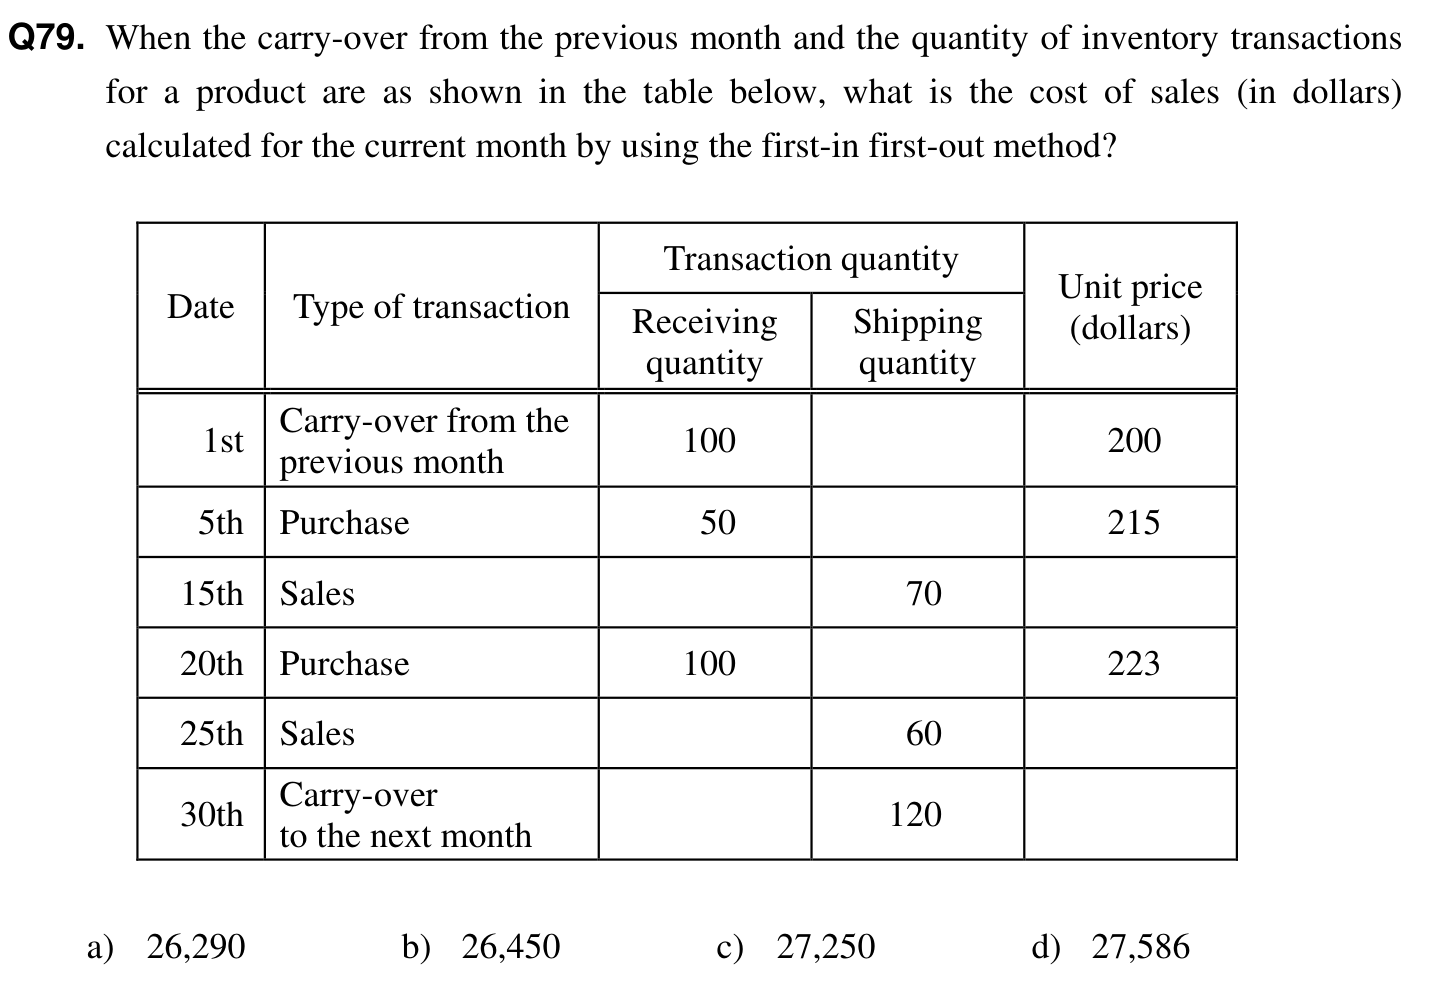 Q79. When the carry-over from the previous month and the quantity of inventory transactions
for a product are as shown in the table below, what is the cost of sales (in dollars)
calculated for the current month by using the first-in first-out method?
Date Type of transaction Transaction quantity Unit price
(dollars)
Receiving
quantity Shipping
quantity
1st Carry-over from the
previous month 100 200
5th Purchase 50 215
15th Sales 70
20th Purchase 100 223
25th Sales 60
30th Carry-over
to the next month 120
a) 26,290 b) 26,450 c) 27,250 d) 27,586